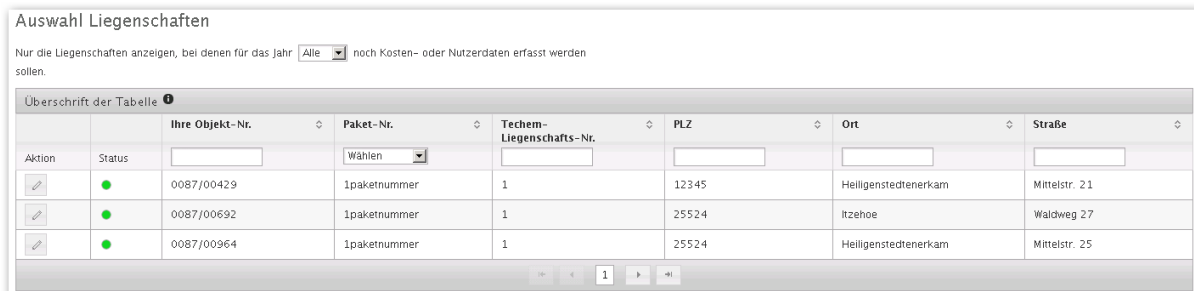 Auswahl Liegenschaften
Nur die Liegenschaften anzeigen, bei denen für das Jahr Alle noch Kosten- oder Nutzerdaten erfasst werden
sollen.
Überschrift der Tabelle
Ihre Objekt-Nr. Paket-Nr. Techem- PLZ Ort Straße
Liegenschafts-Nr.
Aktion Status Wählen
0087/00429 1paketnummer 1 12345 Heiligenstedtenerkam Mittelstr. 21
0087/00692 1paketnummer 1 25524 Itzehoe Waldweg 27
0087/00964 1paketnummer 1 25524 Heiligenstedtenerkam Mittelstr. 25
1